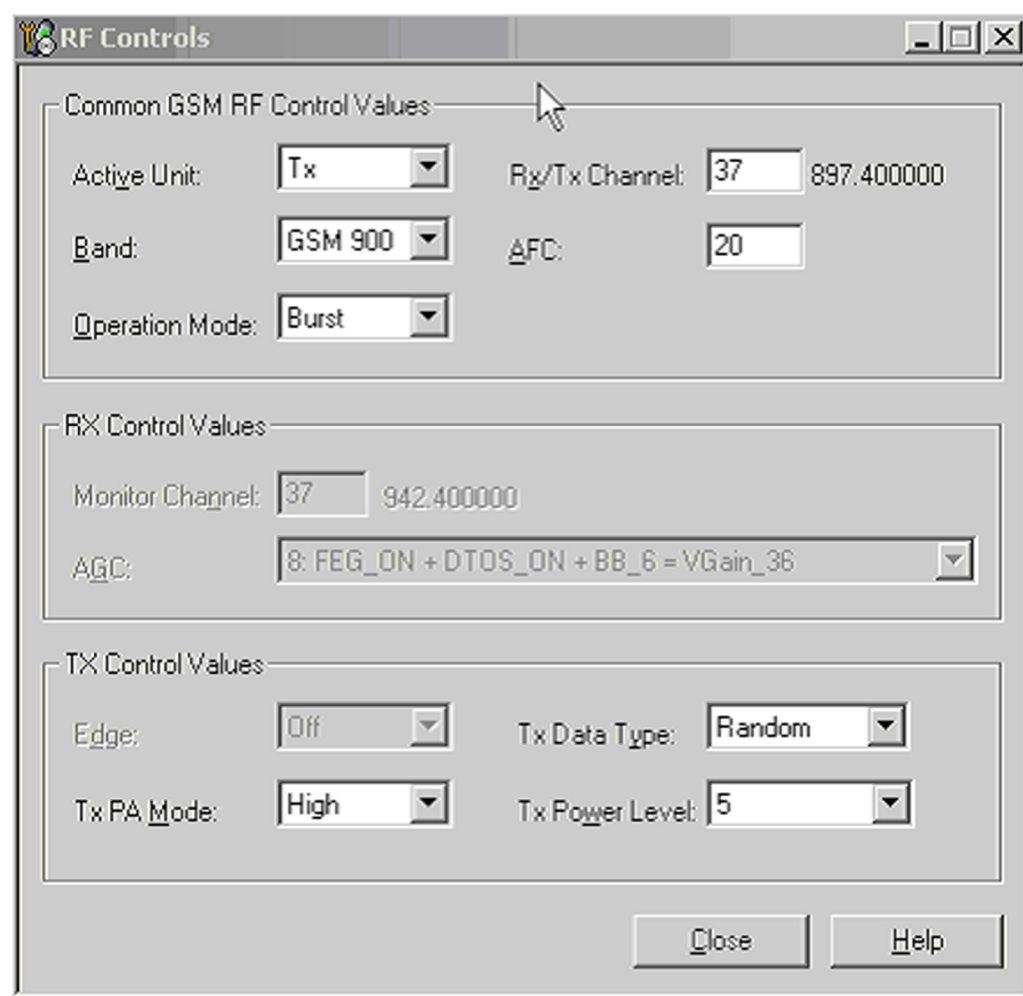 RF Controls
Common GSM RF Control Values
Active Unit: Tx Rx/Tx Channel: 37 897.400000
Band: GSM 900 AFC: 20
Operation Mode: Burst
RX Control Values
Monitor Channel: 37 942.400000
AGC: 8: FEG_ON + DTOS_ON + BB_6 = VGain_36
TX Control Values
Edge: Off Tx Data Type: Random
Tx PA Mode: High Tx Power Level: 5
Close Help